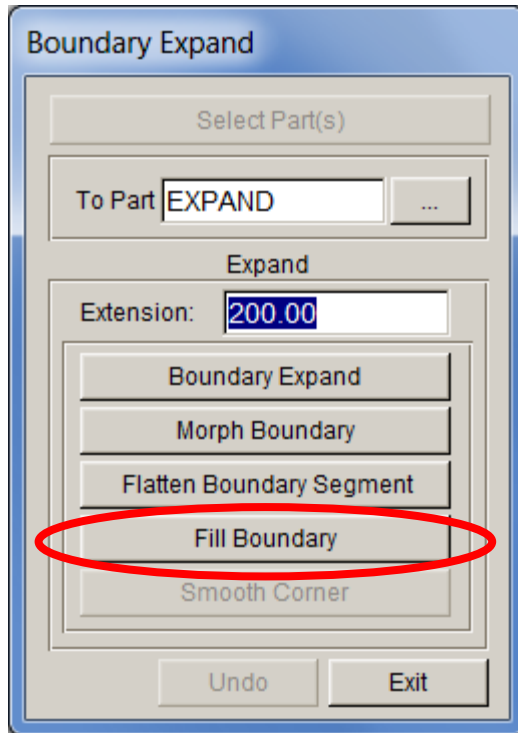 Boundary Expand
Select Part(s)
To Part EXPAND ...
Expand
Extension: 200.00
Boundary Expand
Morph Boundary
Flatten Boundary Segment
Fill Boundary
Smooth Corner
Undo Exit